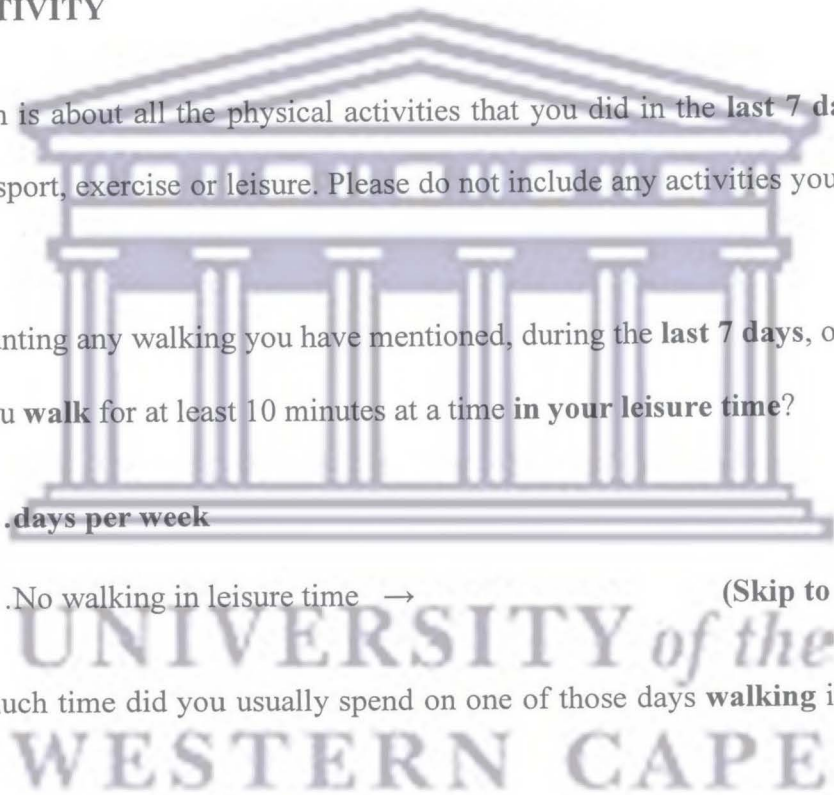 TIVITY
n is about all the physical activities that you did in the last 7 da
sport, exercise or leisure. Please do not include any activities you
nting any walking you have mentioned, during the last 7 days, o
u walk for at least 10 minutes at a time in your leisure time?
.days per week
.No walking in leisure time → (Skip to
UNIVERSITY of the
uch time did you usually spend on one of those days walking i
WESTERN CAPE